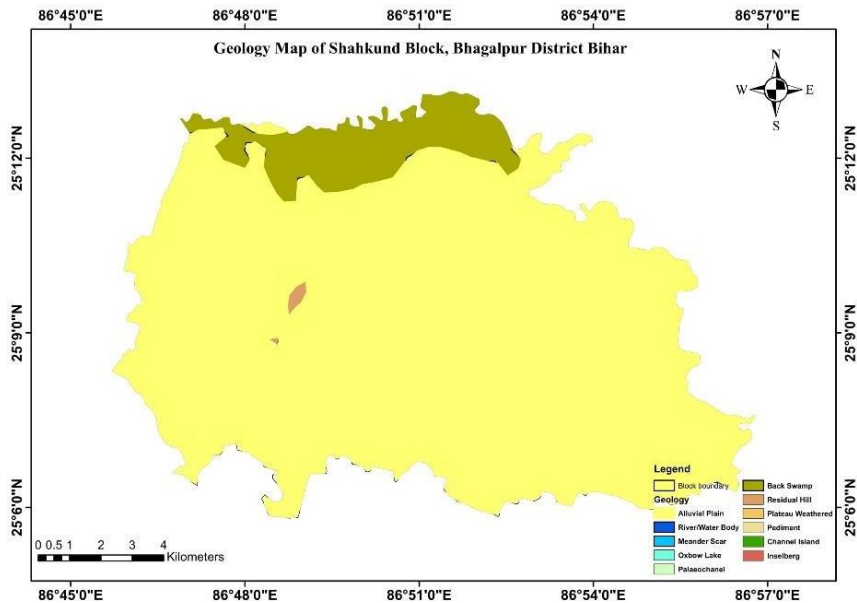 86°45'0"E 86°48'0"E 86°51'0"E 86°54'0"E 86°57'0"E
Geology Map of Shahkund Block, Bhagalpur District Bihar
N
W E
S
25°12'0"N 25°12'0"N
25°9'0"N 25°9'0"N
25°6'0"N 25°6'0"N
Legend
Block boundary
Geology
Alluvial Plain
River/Water Body
Meander Scar
Oxbow Lake
Palaeochanel
Back Swamp
Residual Hill
Plateau Weathered
Pediment
Channel Island
Inselberg
0 0.5 1 2 3 4
Kilometers
86°45'0"E 86°48'0"E 86°51'0"E 86°54'0"E 86°57'0"E